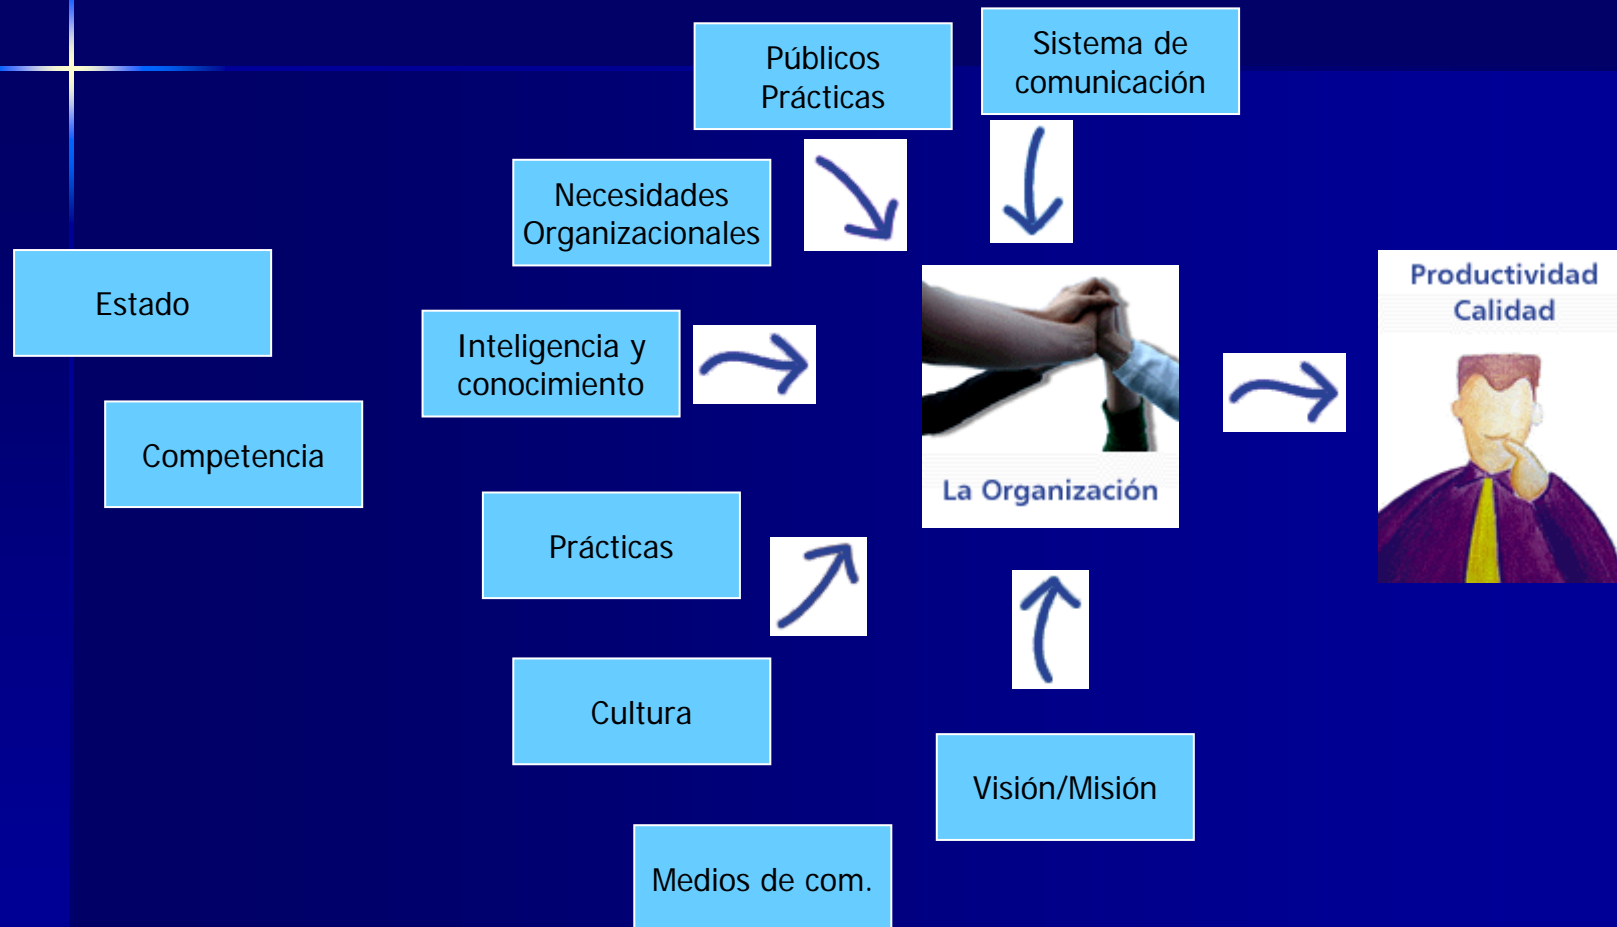 Públicos
Prácticas
Sistema de
comunicación
Necesidades
Organizacionales
Estado
Inteligencia y
conocimiento
Competencia
Prácticas
Cultura
Medios de com.
Visión/Misión
La Organización
Productividad
Calidad